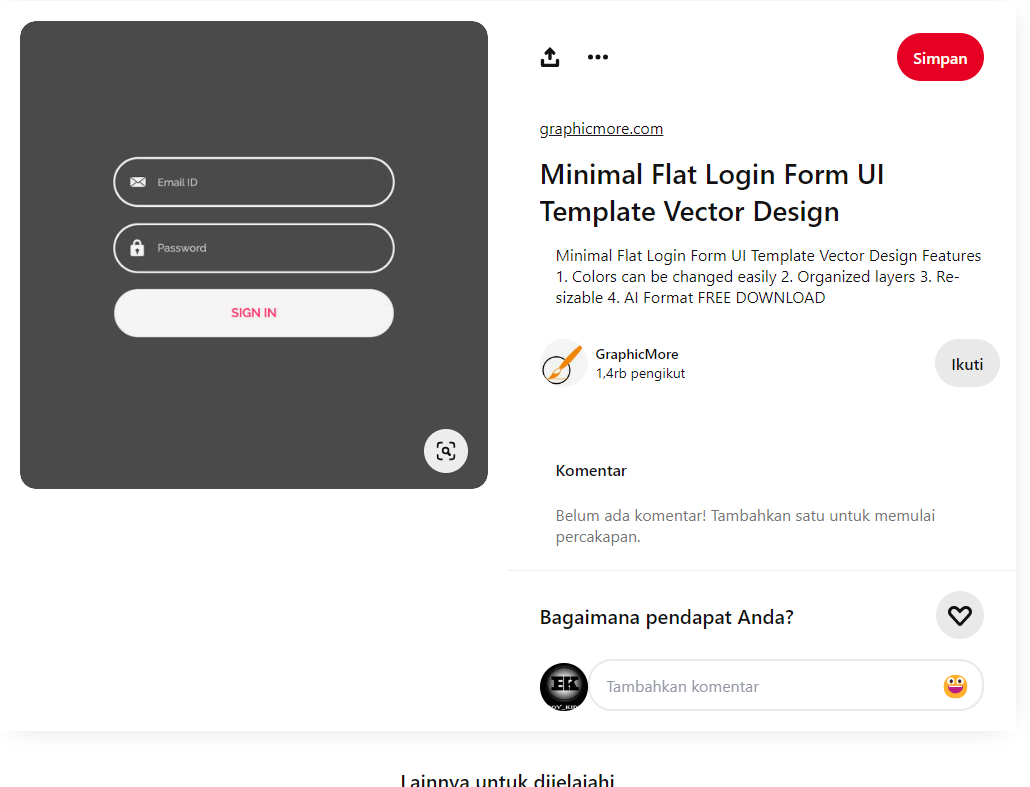 Email ID
Password
SIGN IN
Simpan
graphicmore.com
Minimal Flat Login Form UI
Template Vector Design
Minimal Flat Login Form UI Template Vector Design Features
1. Colors can be changed easily 2. Organized layers 3. Re-
sizable 4. AI Format FREE DOWNLOAD
GraphicMore
1,4rb pengikut
Ikuti
Komentar
Belum ada komentar! Tambahkan satu untuk memulai
percakapan.
Bagaimana pendapat Anda?
EK
Tambahkan komentar
Lainnya untuk dijelajahi